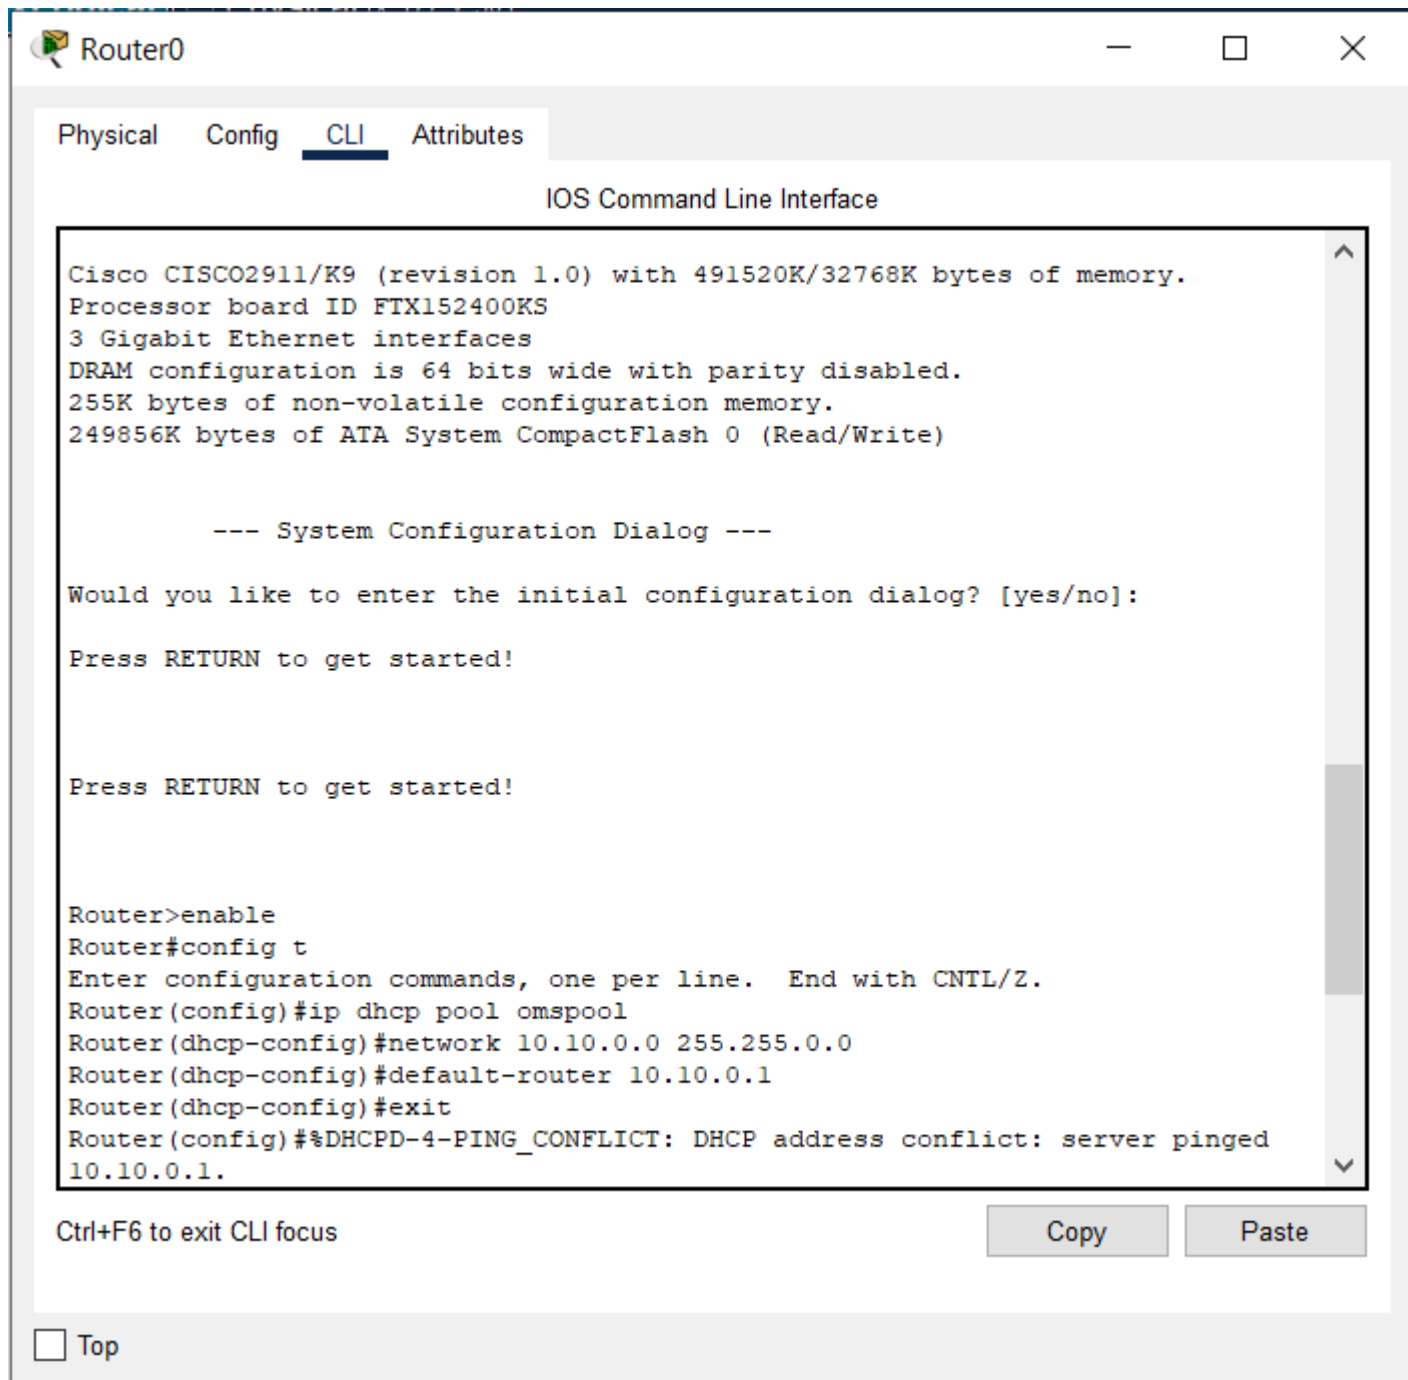 Router0
Physical Config CLI Attributes
IOS Command Line Interface
Cisco CISCO2911/K9 (revision 1.0) with 491520K/32768K bytes of memory.
Processor board ID FTX152400KS
3 Gigabit Ethernet interfaces
DRAM configuration is 64 bits wide with parity disabled.
255K bytes of non-volatile configuration memory.
249856K bytes of ATA System CompactFlash 0 (Read/Write)
--- System Configuration Dialog ---
Would you like to enter the initial configuration dialog? [yes/no]:
Press RETURN to get started!
Press RETURN to get started!
Router>enable
Router#config t
Enter configuration commands, one per line.  End with CNTL/Z.
Router(config)#ip dhcp pool omspool
Router(dhcp-config)#network 10.10.0.0 255.255.0.0
Router(dhcp-config)#default-router 10.10.0.1
Router(dhcp-config)#exit
Router(config)#%DHCPD-4-PING_CONFLICT: DHCP address conflict: server pinged
10.10.0.1.
Ctrl+F6 to exit CLI focus
Copy Paste
Top